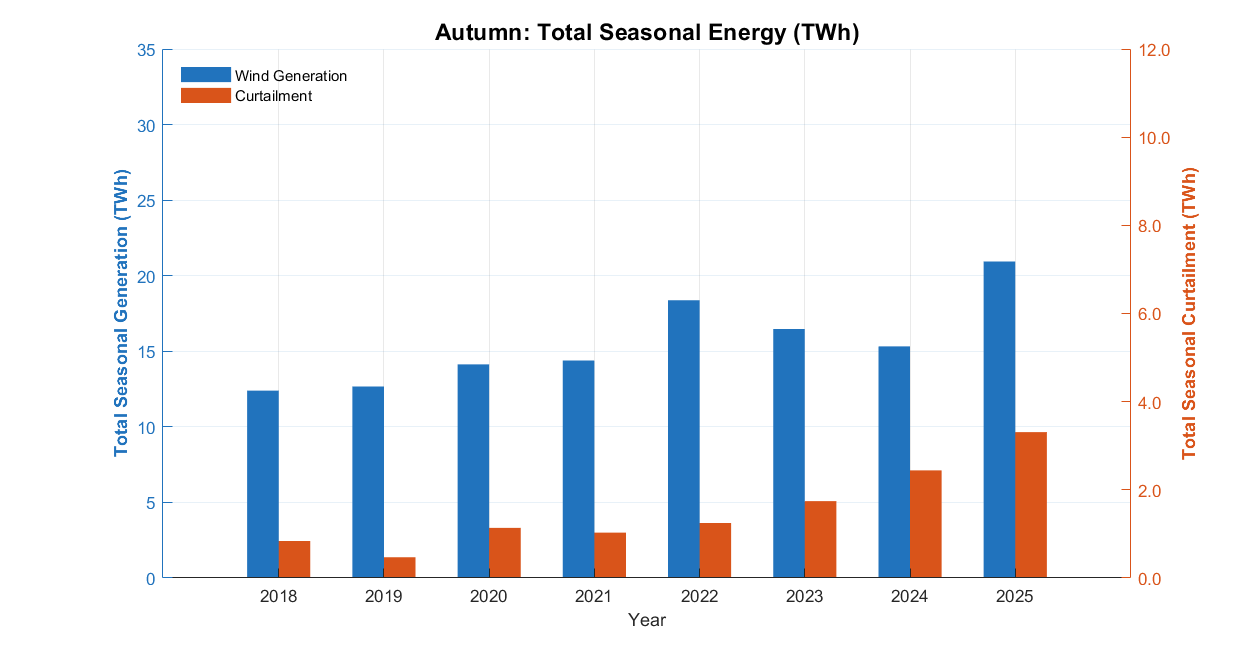 Autumn: Total Seasonal Energy (TWh)
Wind Generation
Curtailment
Total Seasonal Generation (TWh)
35
30
25
20
15
10
5
0
12.0
10.0
8.0
6.0
4.0
2.0
0.0
Total Seasonal Curtailment (TWh)
2018 2019 2020 2021 2022 2023 2024 2025
Year